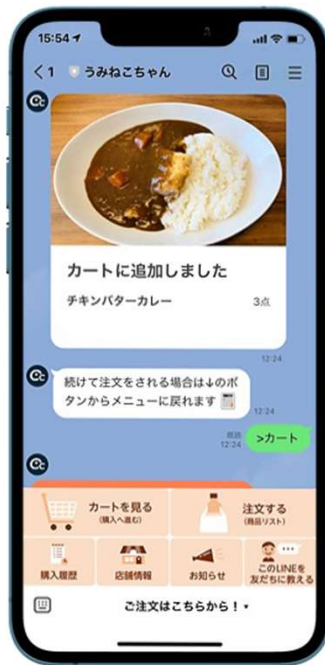 15:54
1 うみねこちゃん
カートに追加しました
チキンバターカレー 3点
12:24
続けて注文をされる場合は↓のボ
タンからメニューに戻れます
12:24
既読
12:24
>カート
カートを見る
(購入へ進む)
注文する
(商品リスト)
購入履歴
店舗情報
お知らせ
このLINEを
友だちに教える
ご注文はこちらから！